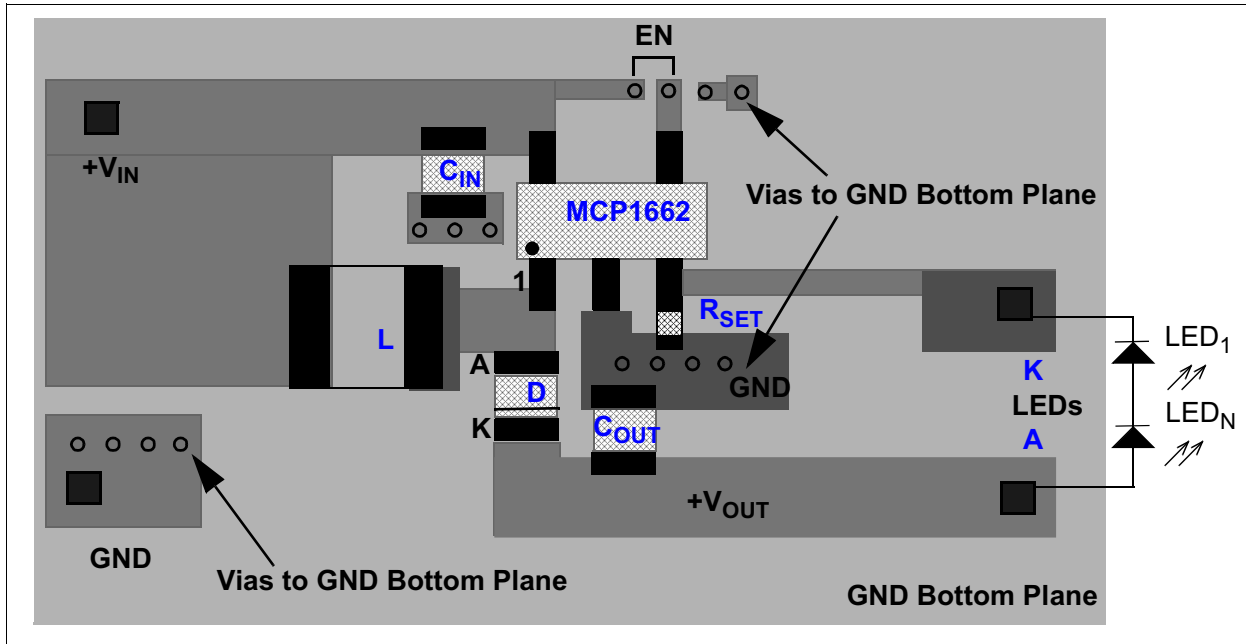 EN
+VIN
CIN
MCP1662
Vias to GND Bottom Plane
1
RSET
L
A
D
K
COUT
GND
K
LEDs
A
LED1
LEDN
+VOUT
GND
Vias to GND Bottom Plane
GND Bottom Plane